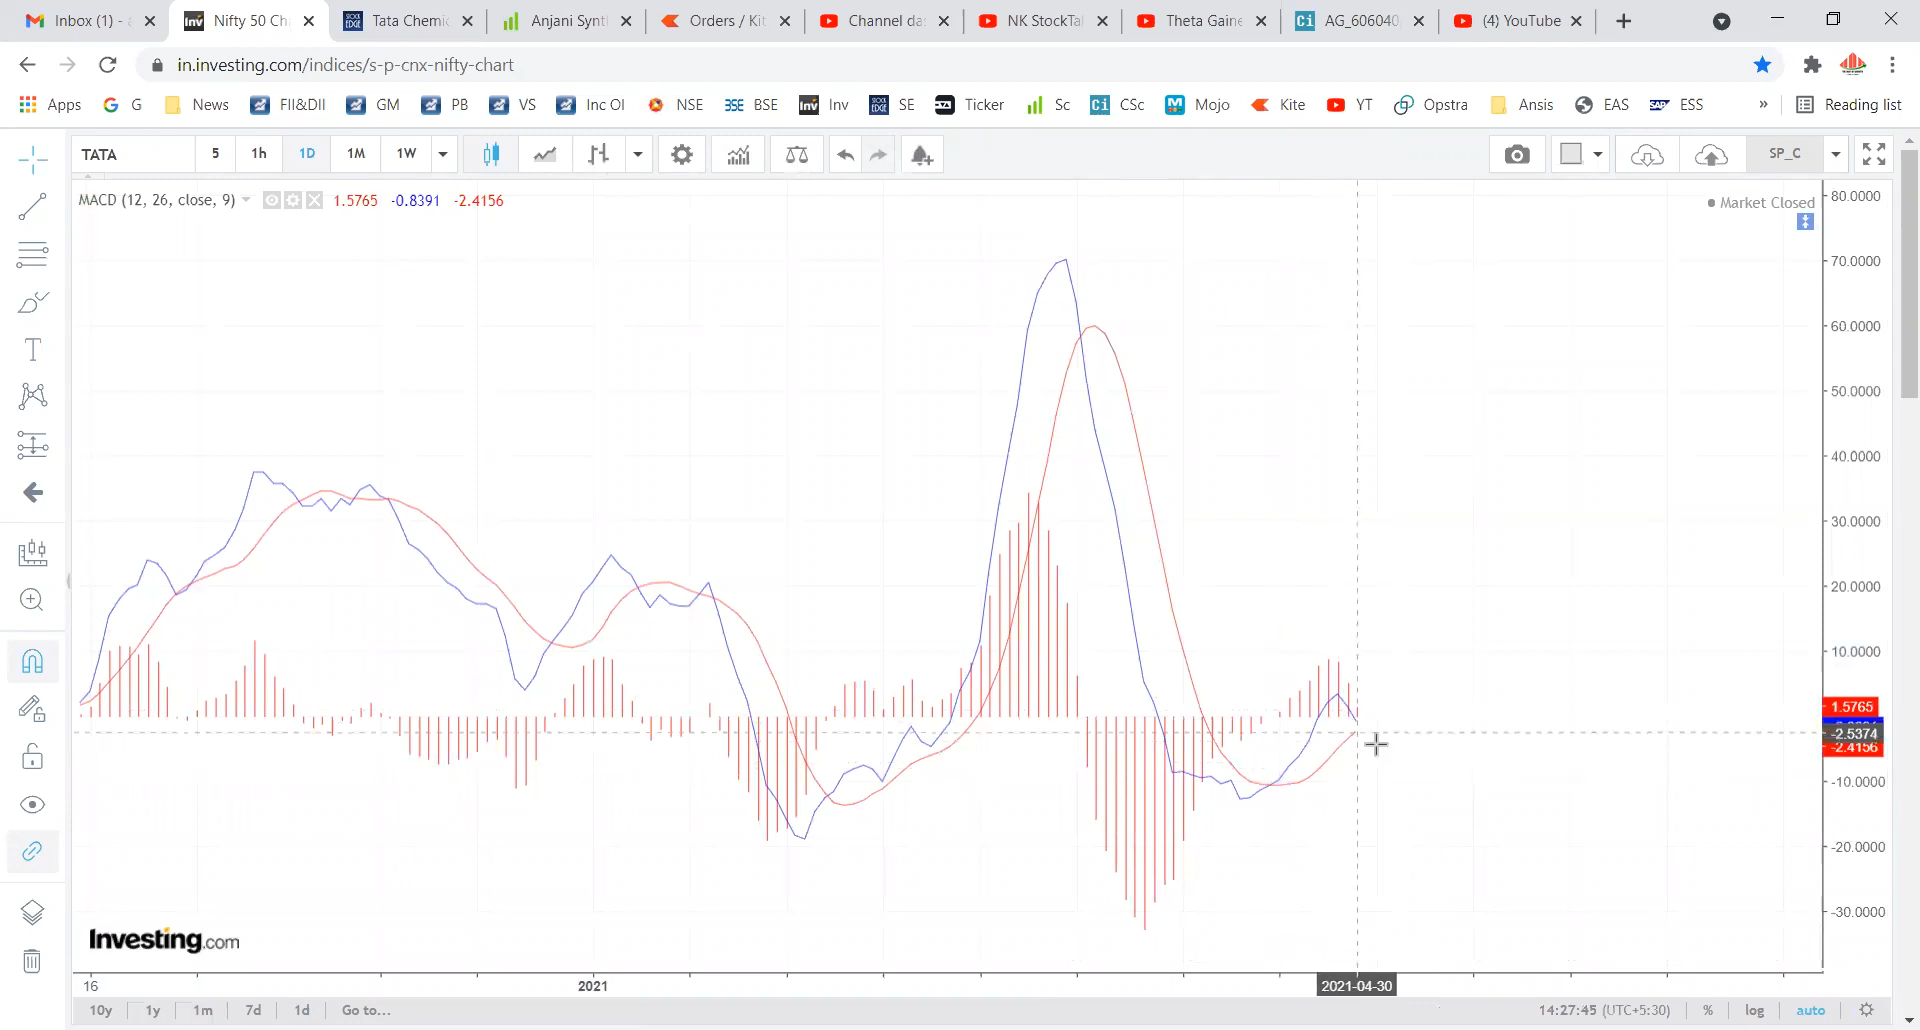 Inbox (1) - a
Nifty 50 Ch
Tata Chemic
Anjani Synt
Orders / Kit
Channel das
NK StockTal
Theta Gaine
AG_606040
(4) YouTube
in.investing.com/indices/s-p-cnx-nifty-chart
Apps
G
News
FII&DII
GM
PB
VS
Inc OI
NSE
BSE
Inv
SE
Ticker
Sc
CSc
Mojo
Kite
YT
Opstra
Ansis
EAS
ESS
»
Reading list
TATA
5
1h
1D
1M
1W
SP_C
MACD (12, 26, close, 9)
1.5765
-0.8391
-2.4156
Market Closed
80.0000
70.0000
60.0000
50.0000
40.0000
30.0000
20.0000
10.0000
1.5765
-2.5374
-2.4156
-10.0000
-20.0000
-30.0000
Investing.com
16
2021
2021-04-30
10y
1y
1m
7d
1d
Go to...
14:27:45 (UTC+5:30)
%
log
auto